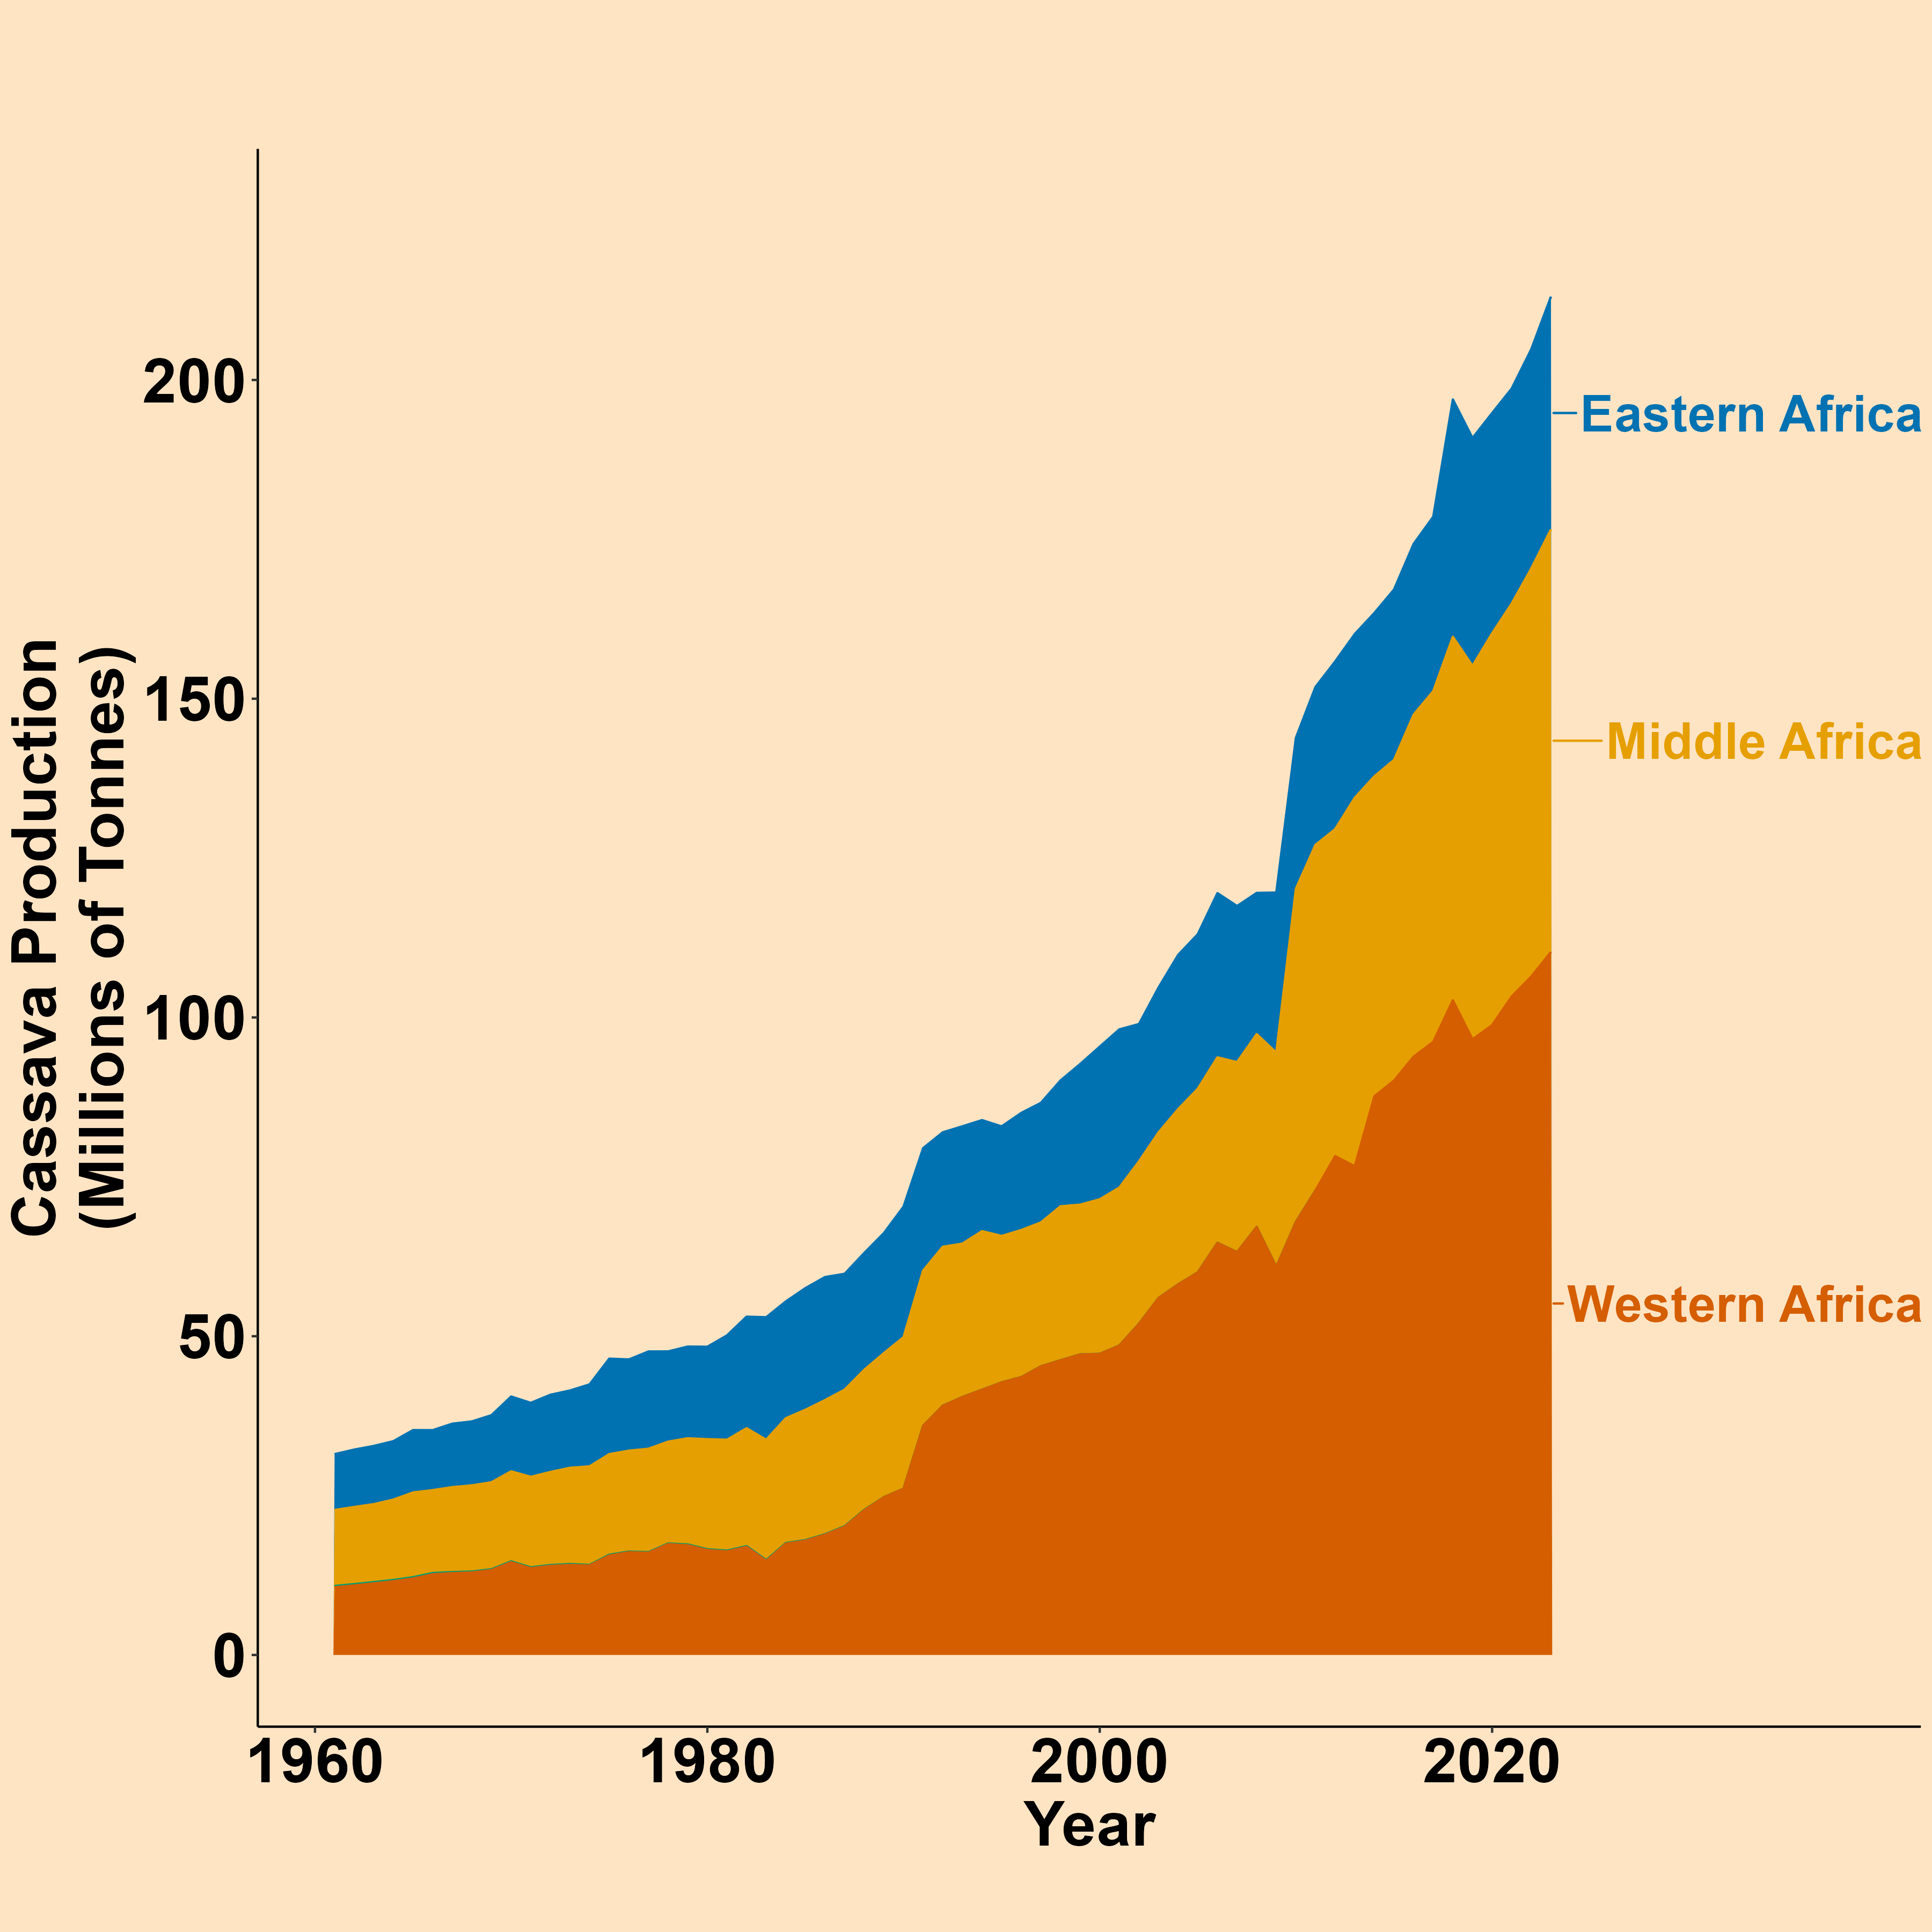 Cassava Production
(Millions of Tonnes)
200
150
100
50
0
Eastern Africa
Middle Africa
Western Africa
1960
1980
2000
2020
Year